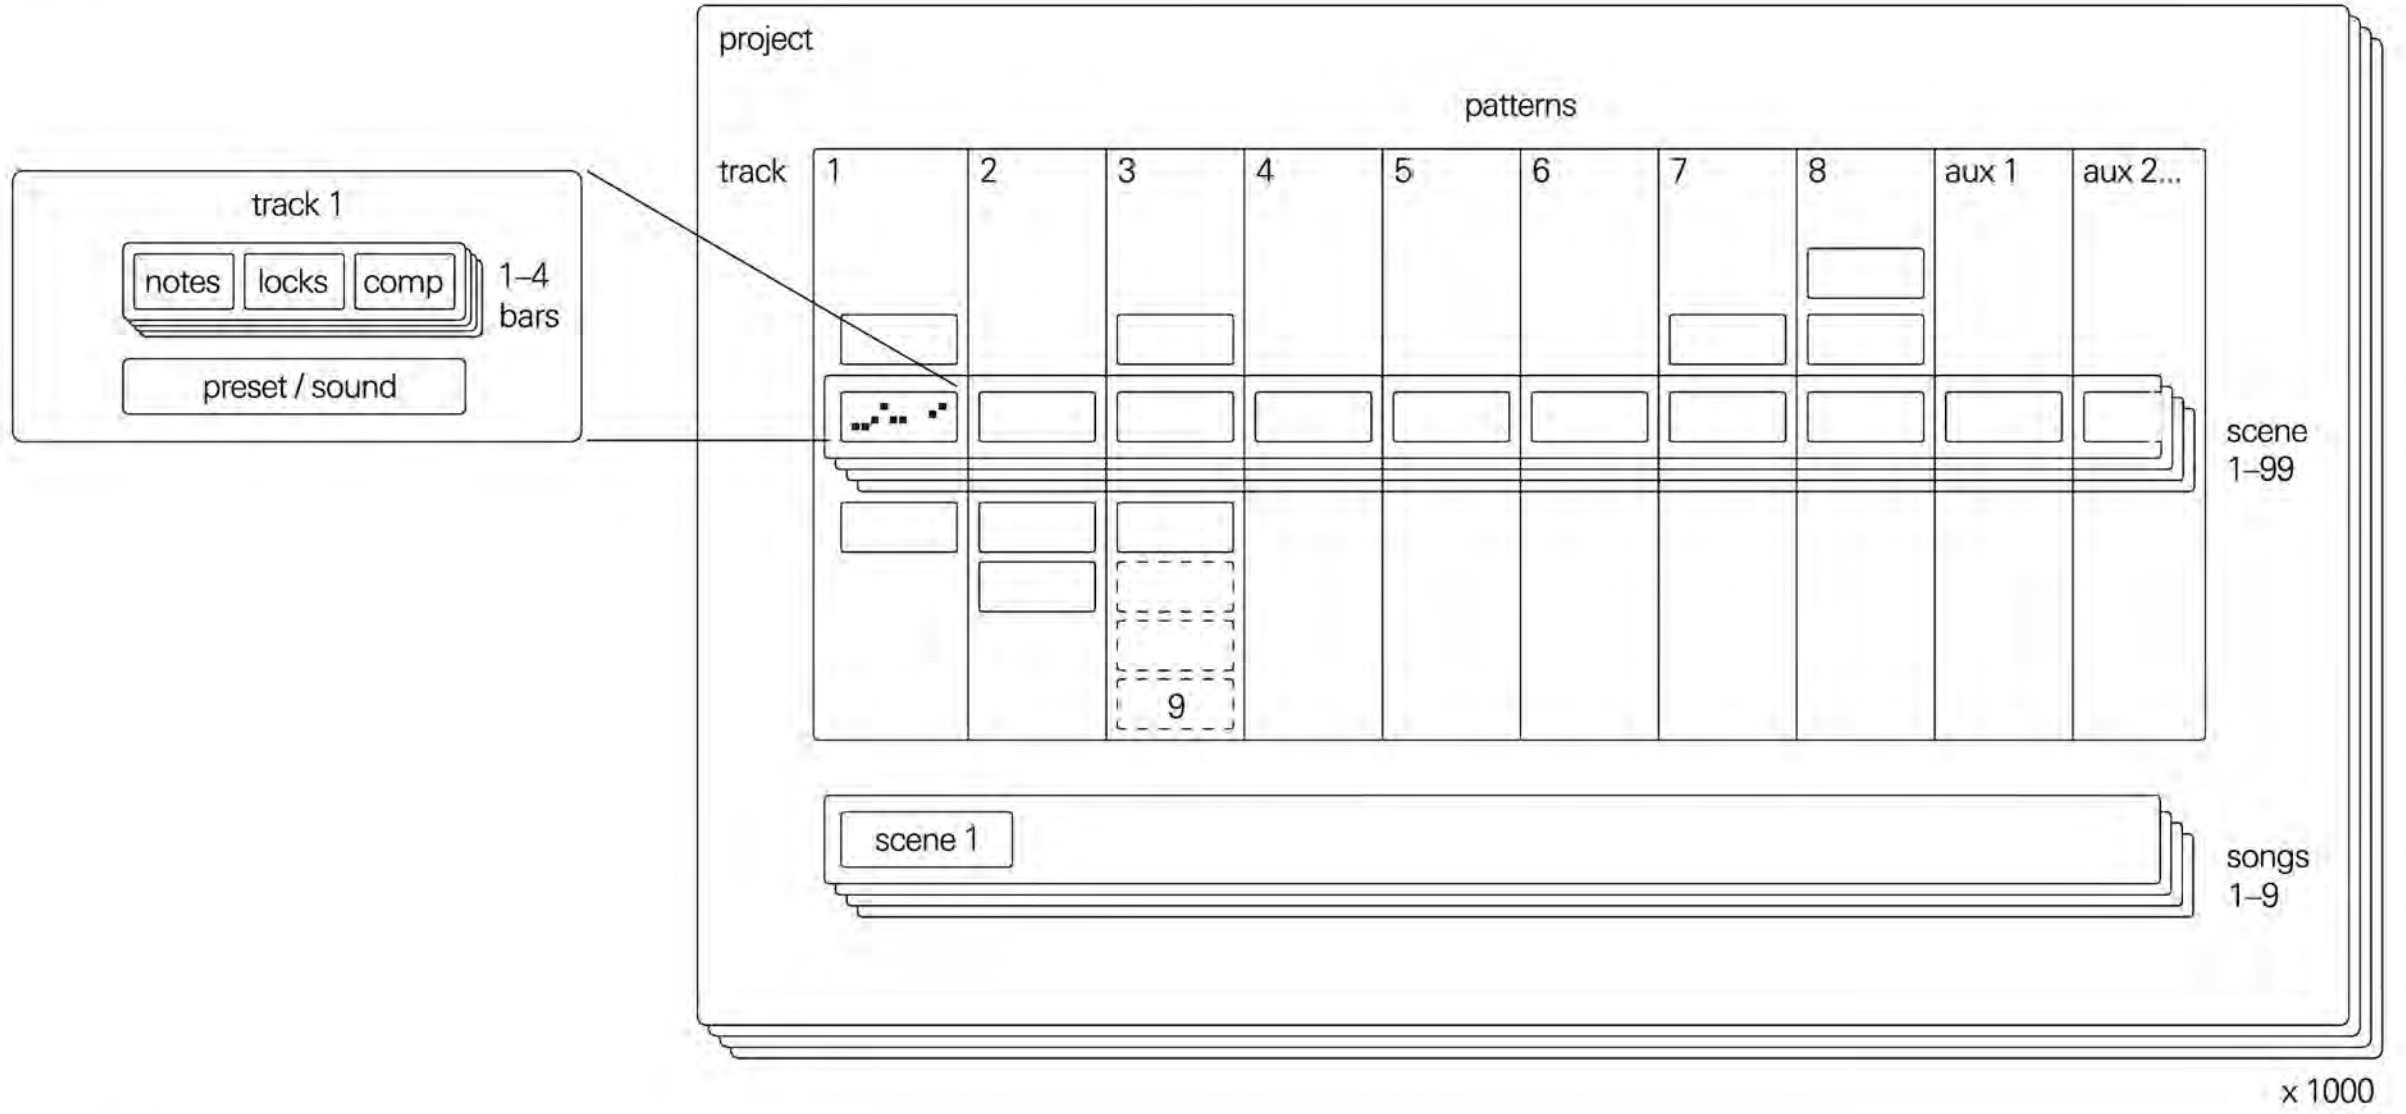 project
patterns
track 1 2 3 4 5 6 7 8 aux 1 aux 2...
track 1
notes locks comp
1–4
bars
preset / sound
scene
1–99
9
scene 1
songs
1–9
x 1000